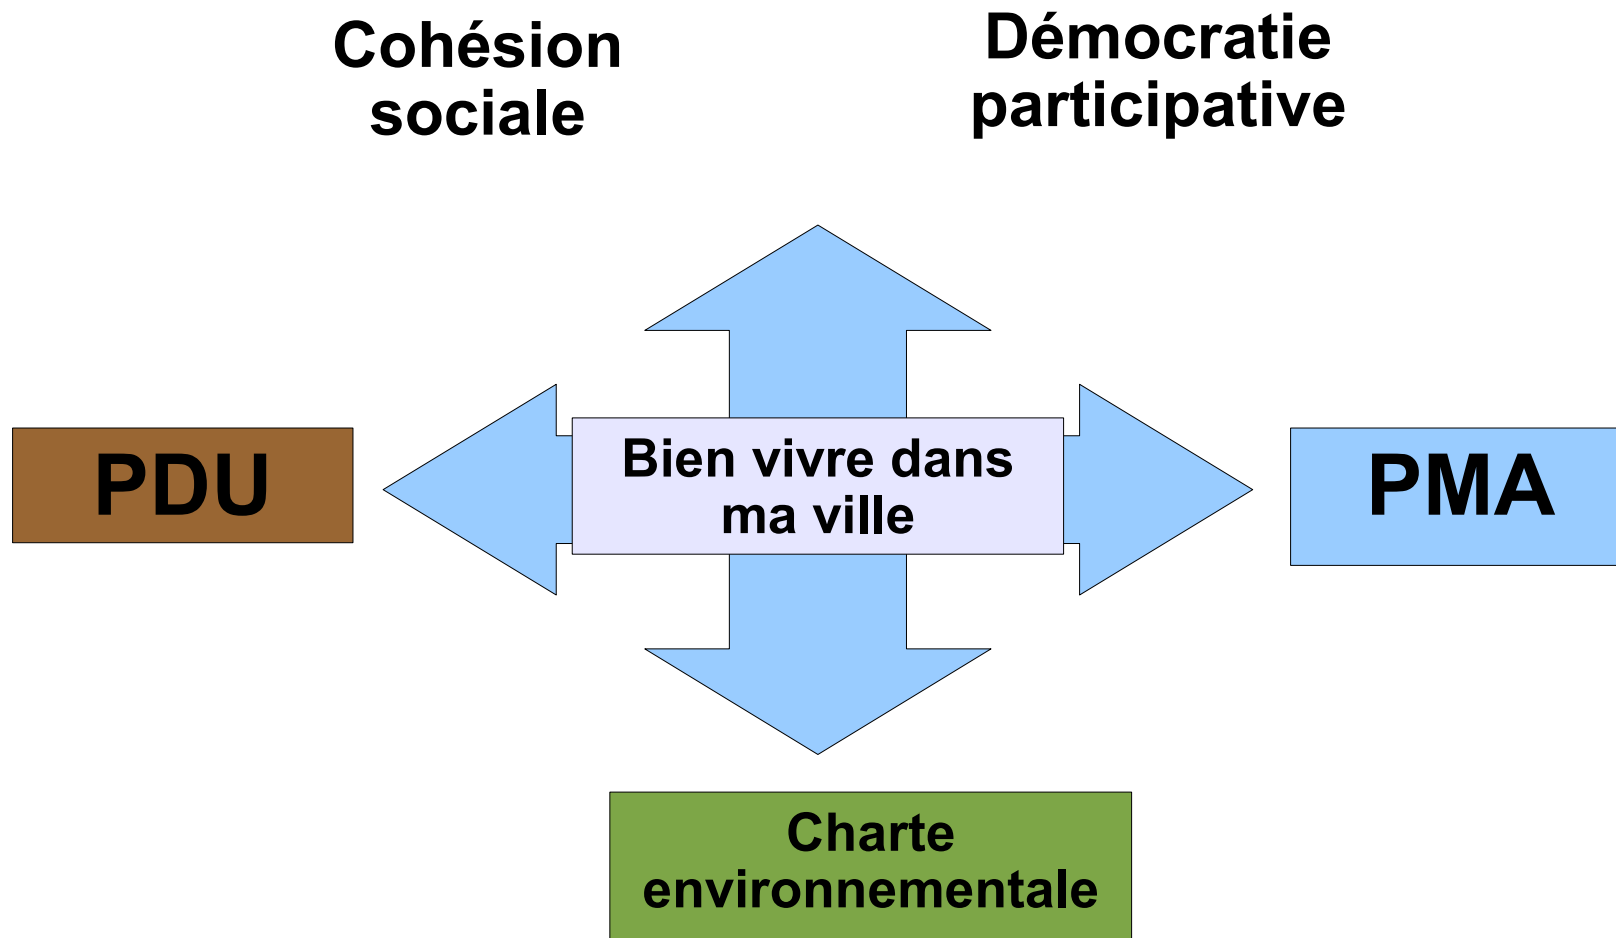 Cohésion
sociale
Démocratie
participative
PDU
Bien vivre dans
ma ville
PMA
Charte
environnementale